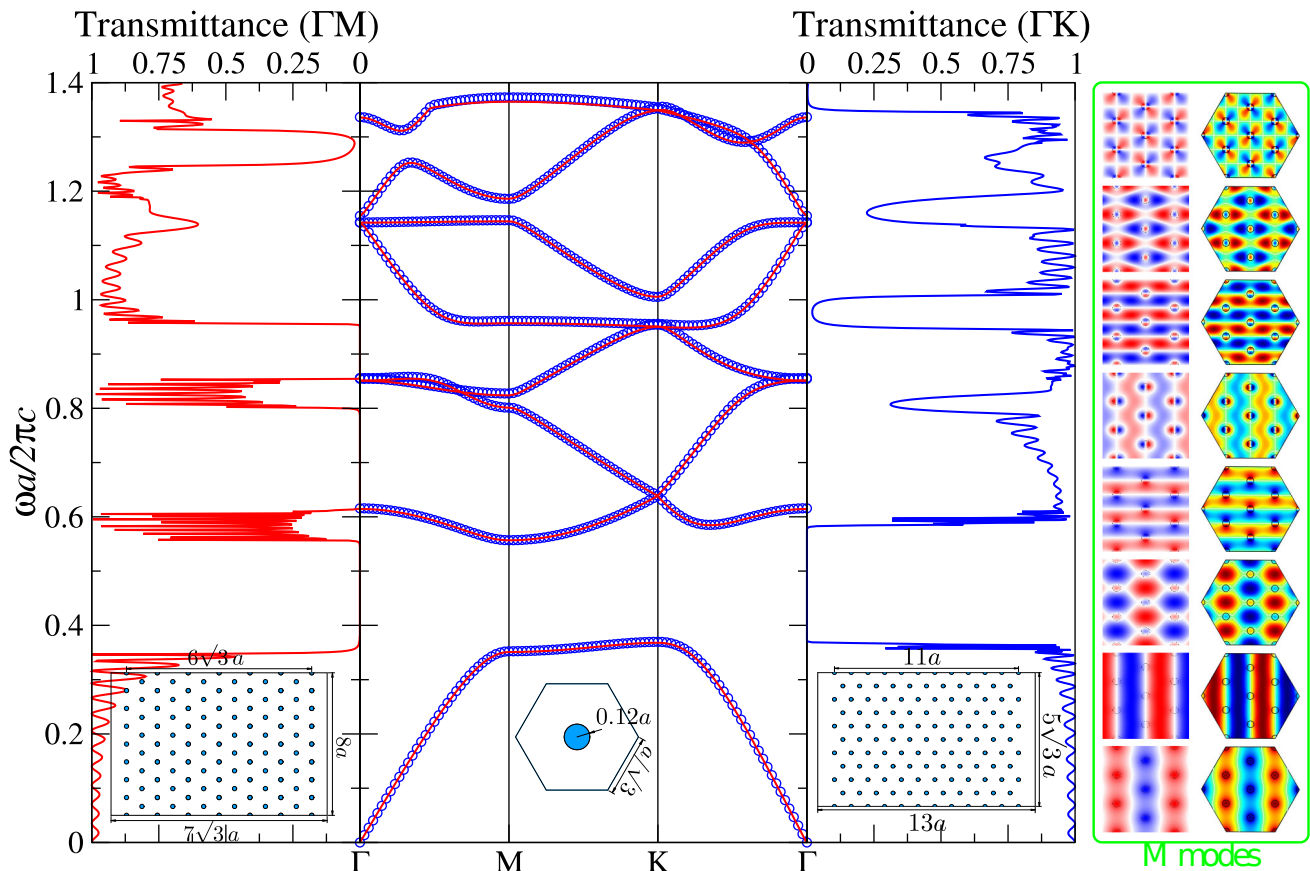 Transmittance (ΓM)
Transmittance (ΓK)
1 0.75 0.5 0.25 0
0 0.25 0.5 0.75 1
1.4
1.2
1
0.8
0.6
0.4
0.2
0
ωa/2πc
6√3a
8a
7√3a
0.12a
a/√3
11a
5√3a
13a
Γ M K Γ
M modes